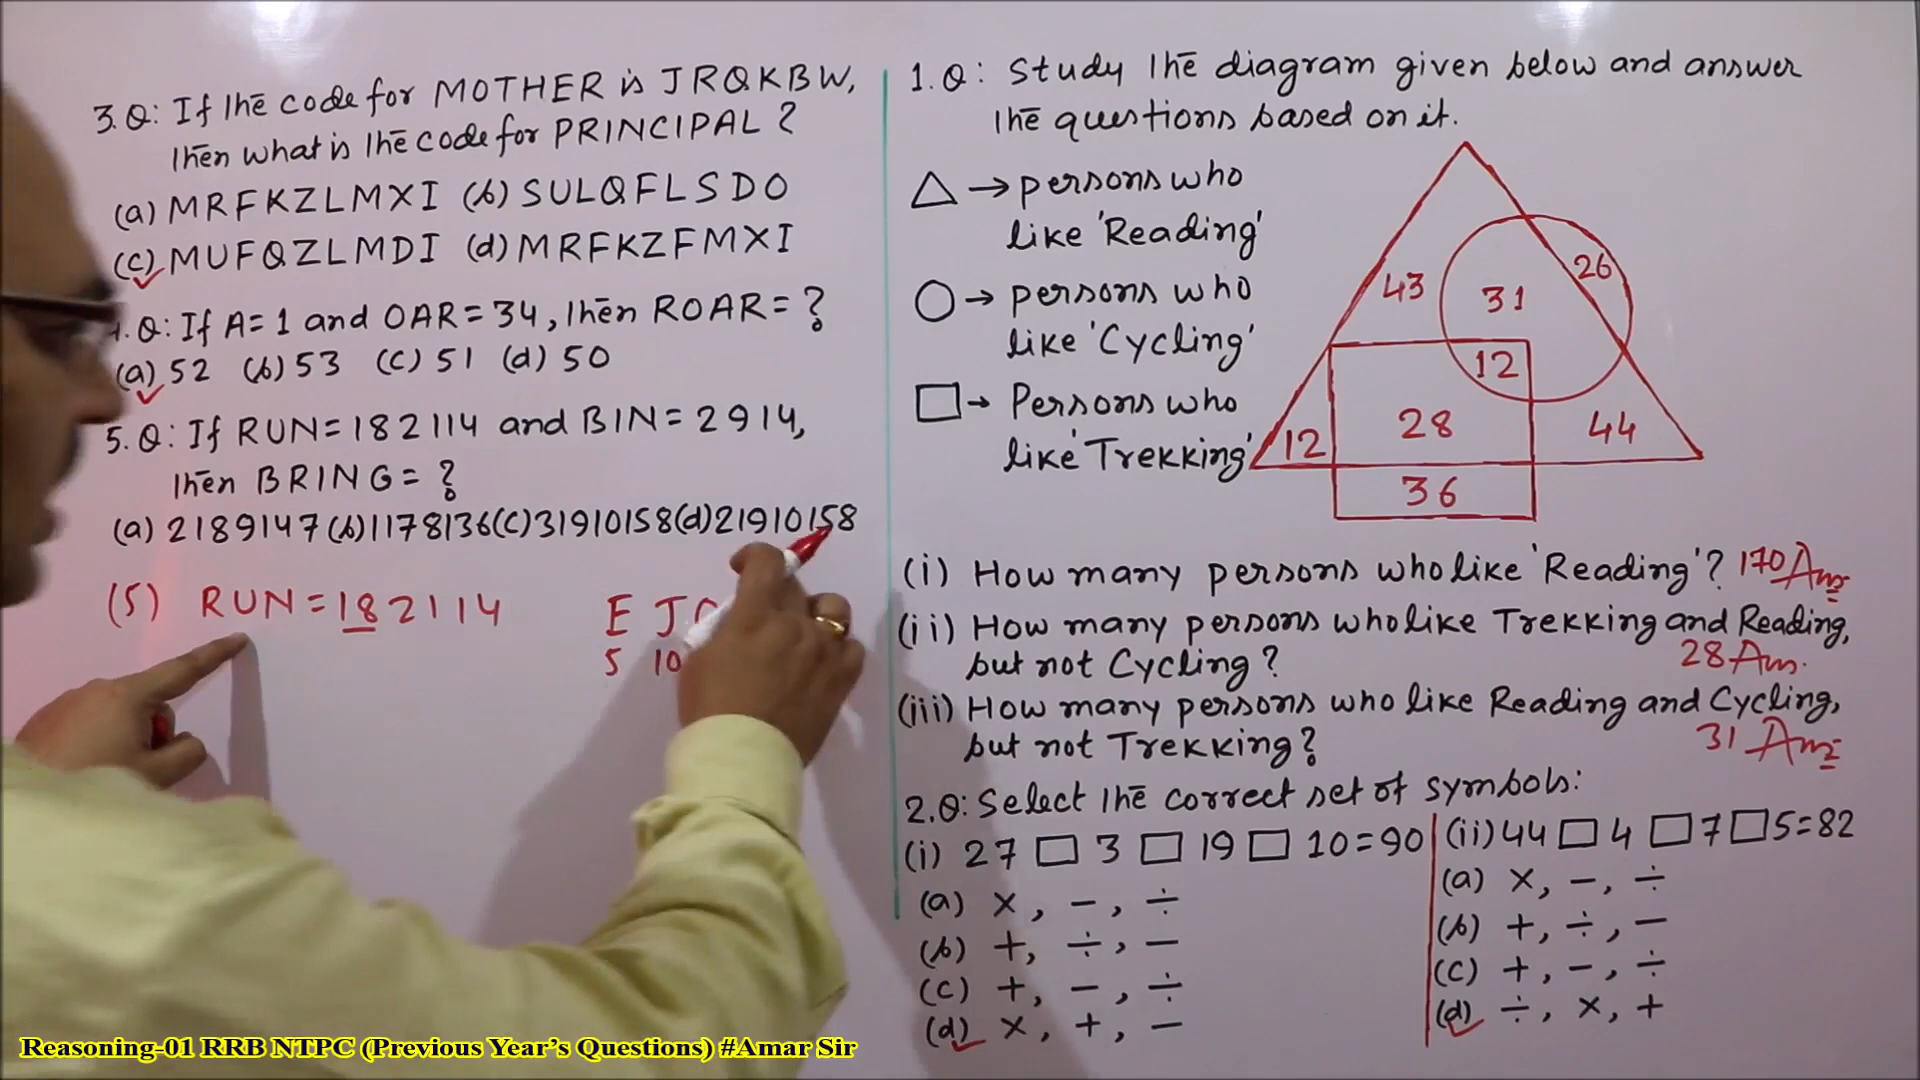 3.Q: If the code for MOTHER is JRQKBW,
then what is the code for PRINCIPAL ?
(a) MRFKZLMXI (b) SULQFLSDO
(c) MUFQZLMDI (d) MRFKZFMXI
.Q: If A=1 and OAR=34, then ROAR=?
(a) 52 (b) 53 (c) 51 (d) 50
5.Q: If RUN=182114 and BIN=2914,
then BRING=?
(a) 2189147 (b) 1178136 (c) 31910158 (d) 21910158
(5) RUN=182114
E J
5 10
1.Q: Study the diagram given below and answer
the questions based on it.
△ → persons who
like 'Reading'
○ → persons who
like 'Cycling'
□ → Persons who
like 'Trekking'
43 31 26
12
12 28 44
36
(i) How many persons who like 'Reading'? 170 Ans
(ii) How many persons who like Trekking and Reading,
but not Cycling? 28 Ans.
(iii) How many persons who like Reading and Cycling,
but not Trekking? 31 Ans
2.Q: Select the correct set of symbols:
(i) 27 □ 3 □ 19 □ 10=90
(a) ×, −, ÷
(b) +, ÷, −
(c) +, −, ÷
(d) ×, +, −
(ii) 44 □ 4 □ 7 □ 5=82
(a) ×, −, ÷
(b) +, ÷, −
(c) +, −, ÷
(d) ÷, ×, +
Reasoning-01 RRB NTPC (Previous Year's Questions) #Amar Sir